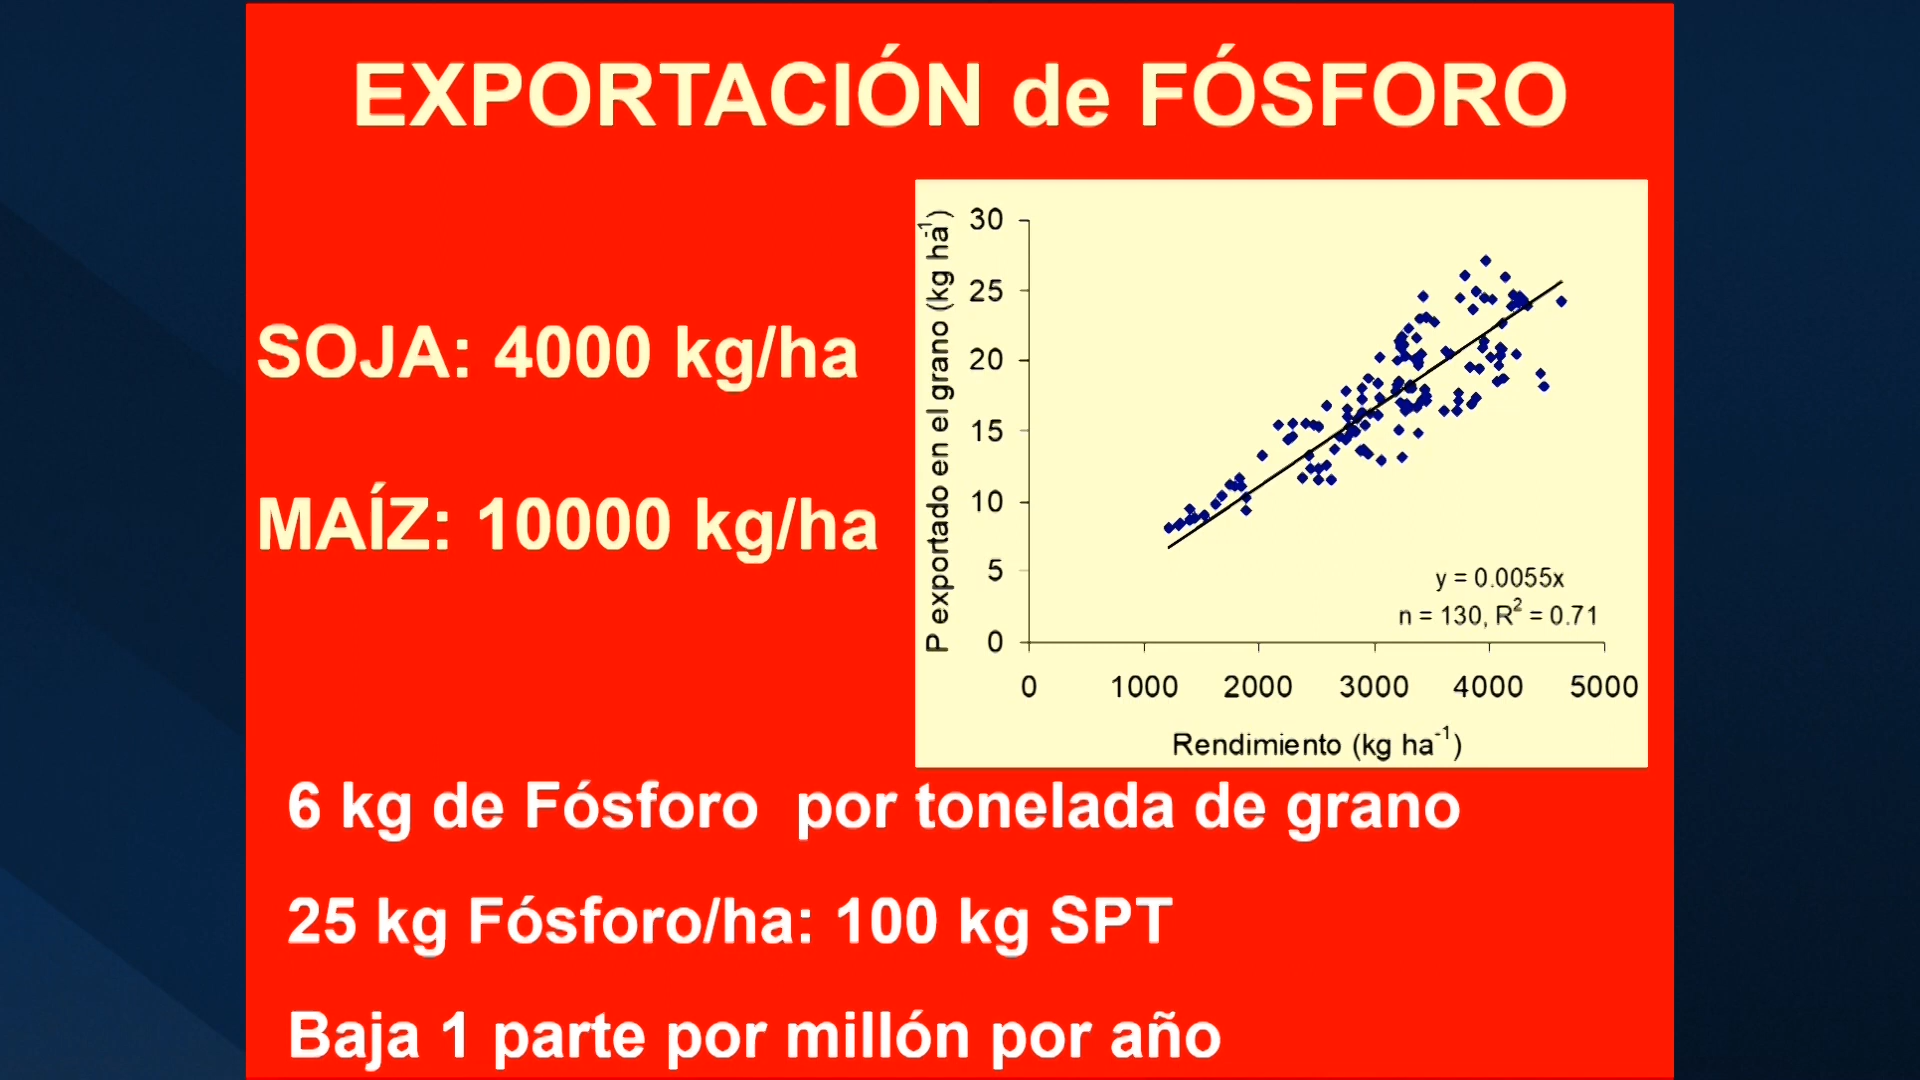 EXPORTACIÓN de FÓSFORO
SOJA: 4000 kg/ha
MAÍZ: 10000 kg/ha
P exportado en el grano (kg ha-1)
30
25
20
15
10
5
0
y = 0.0055x
n = 130, R2 = 0.71
0 1000 2000 3000 4000 5000
Rendimiento (kg ha-1)
6 kg de Fósforo por tonelada de grano
25 kg Fósforo/ha: 100 kg SPT
Baja 1 parte por millón por año